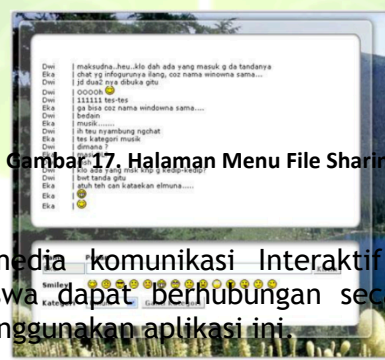 Dwi | maksudna..heu..klo dah ada yang masuk g da tandanya
Eka | chat yg infogurunya ilang, coz nama winowna sama...
Dwi | jd dua2 nya dibuka gitu
Dwi | OOOOh
Dwi | 111111 tes-tes
Eka | ga bisa coz nama windowna sama.....
Dwi | bedain
Eka | musik.......
Dwi | ih teu nyambung ngchat
Eka | tes kategori musik
Dwi | dimana ?
Gambar 17. Halaman Menu File Sharin
Dwi | klo ada yang msk knp g kedip-kedip?
Dwi | bwt tanda gitu
Eka | atuh teh can kataekan elmuna.....
Eka |
Eka |
media komunikasi Interaktif
Smiley
swa dapat berhubungan sec
Kategori
nggunakan aplikasi ini.